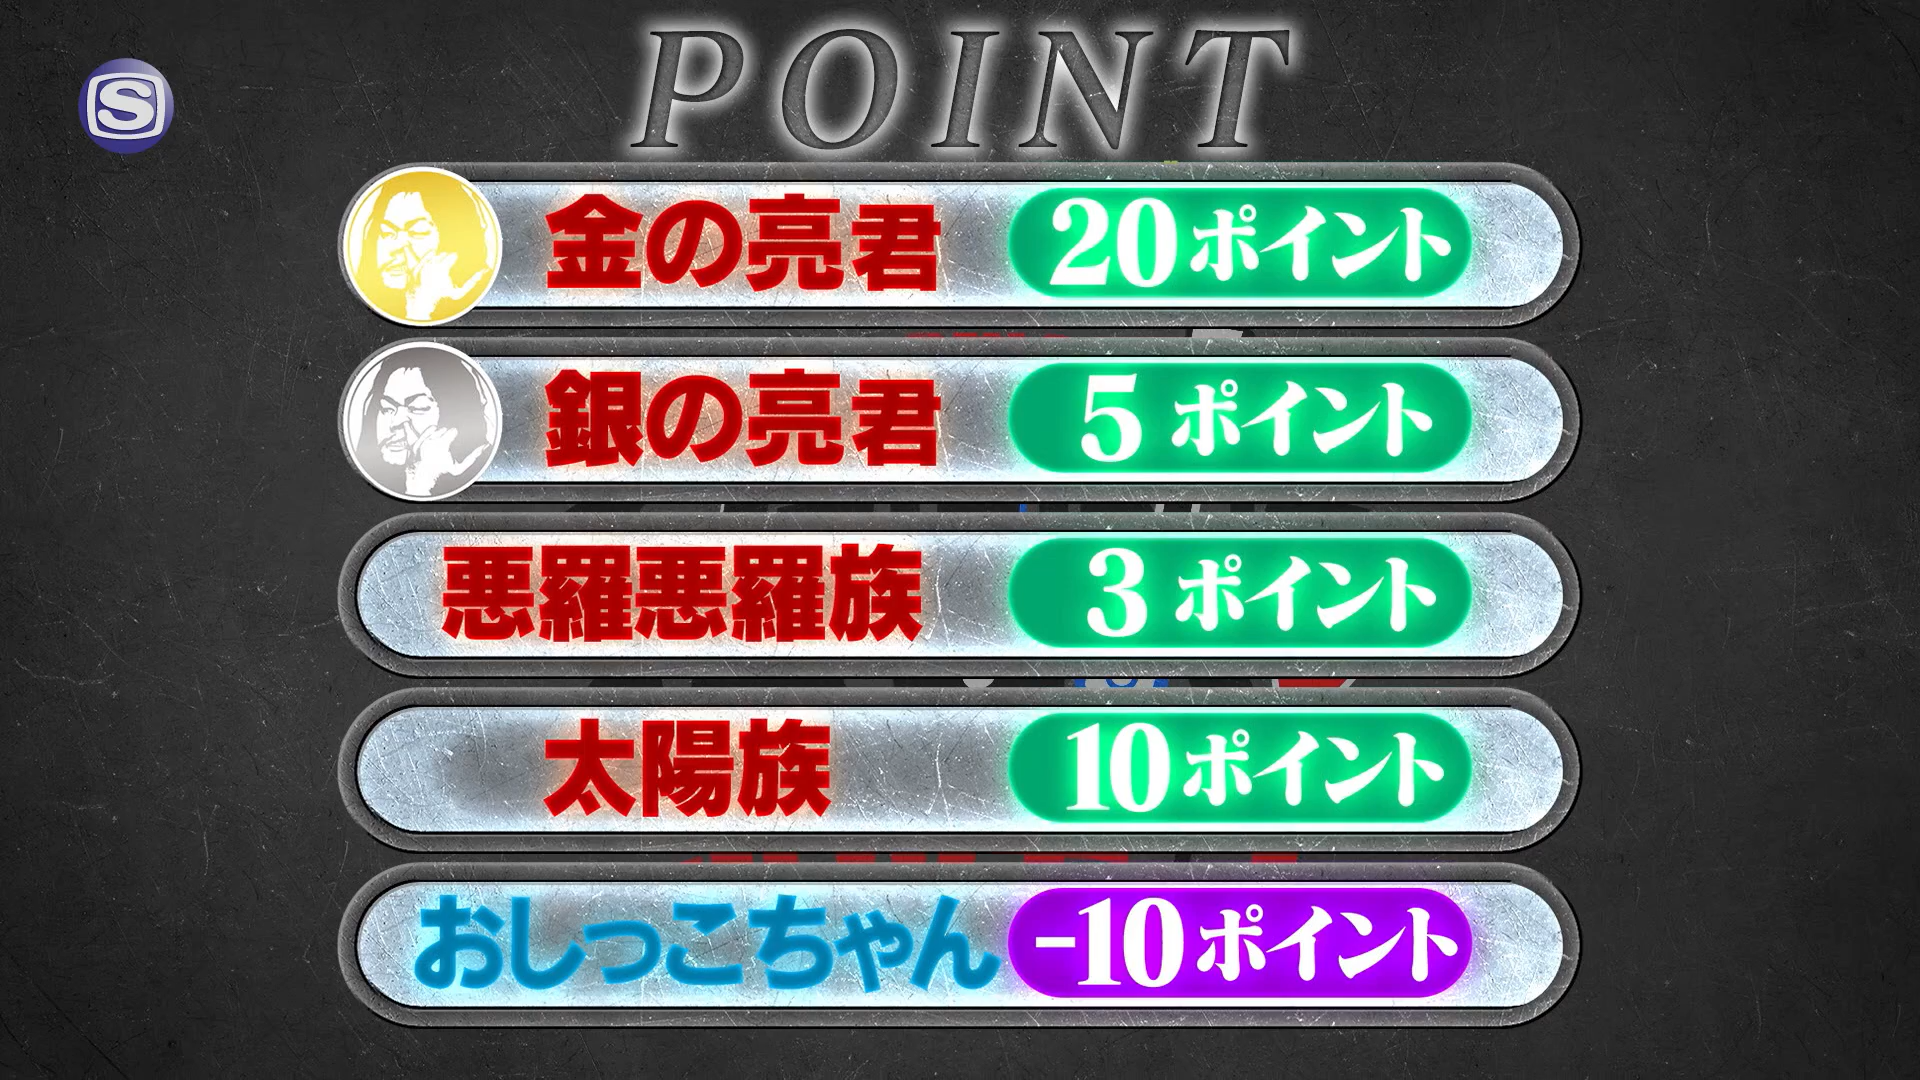 S
POINT
金の亮君 20ポイント
銀の亮君 5 ポイント
悪羅悪羅族 3 ポイント
太陽族 10ポイント
おしっこちゃん -10ポイント